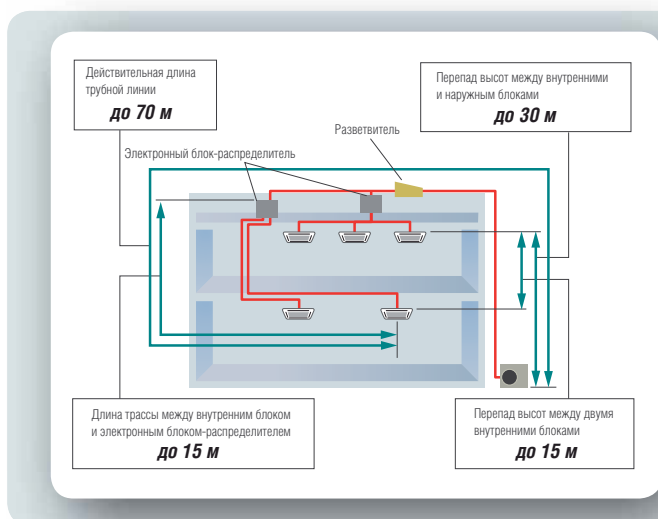 Действительная длина
трубной линии
до 70 м
Перепад высот между внутренними
и наружным блоками
до 30 м
Разветвитель
Электронный блок-распределитель
Длина трассы между внутренним блоком
и электронным блоком-распределителем
до 15 м
Перепад высот между двумя
внутренними блоками
до 15 м